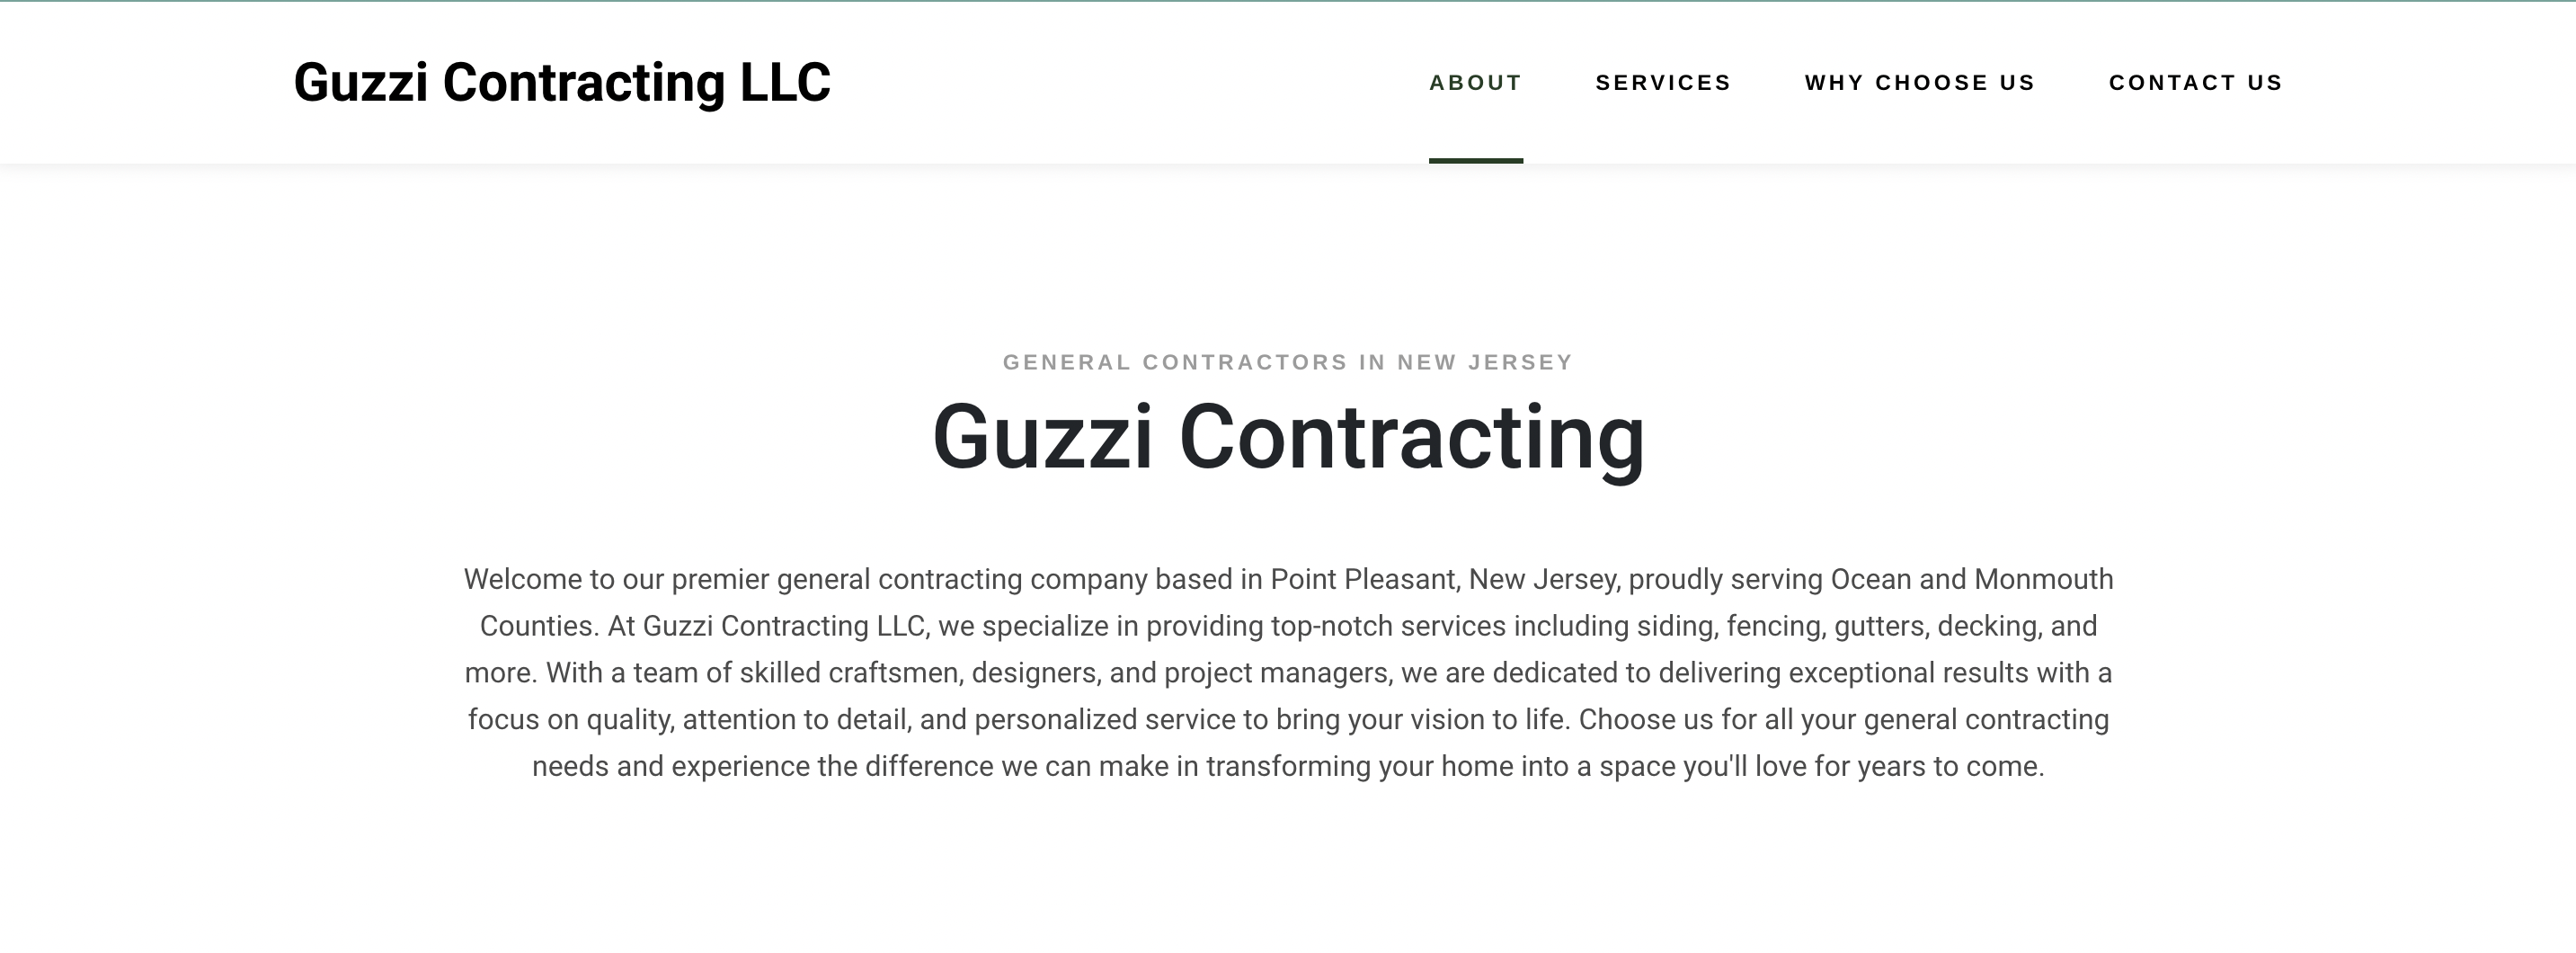 Guzzi Contracting LLC
ABOUT SERVICES WHY CHOOSE US CONTACT US
GENERAL CONTRACTORS IN NEW JERSEY
Guzzi Contracting
Welcome to our premier general contracting company based in Point Pleasant, New Jersey, proudly serving Ocean and Monmouth
Counties. At Guzzi Contracting LLC, we specialize in providing top-notch services including siding, fencing, gutters, decking, and
more. With a team of skilled craftsmen, designers, and project managers, we are dedicated to delivering exceptional results with a
focus on quality, attention to detail, and personalized service to bring your vision to life. Choose us for all your general contracting
needs and experience the difference we can make in transforming your home into a space you'll love for years to come.